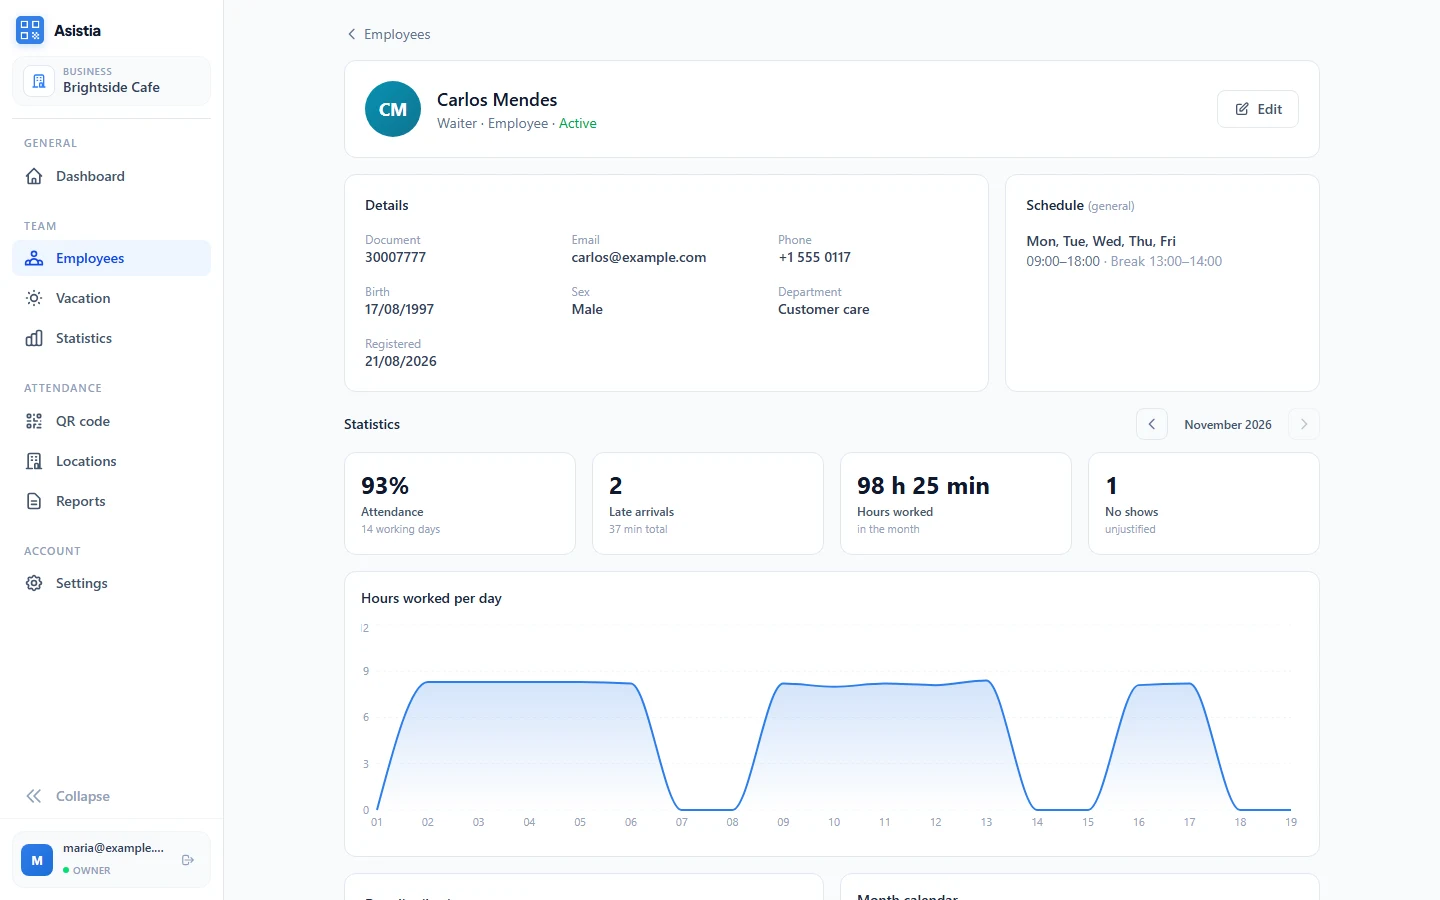 Asistia
BUSINESS
Brightside Cafe
GENERAL
Dashboard
TEAM
Employees
Vacation
Statistics
ATTENDANCE
QR code
Locations
Reports
ACCOUNT
Settings
Collapse
M
maria@example....
OWNER
Employees
CM
Carlos Mendes
Waiter · Employee · Active
Edit
Details
Document
30007777
Email
carlos@example.com
Phone
+1 555 0117
Birth
17/08/1997
Sex
Male
Department
Customer care
Registered
21/08/2026
Schedule (general)
Mon, Tue, Wed, Thu, Fri
09:00–18:00 · Break 13:00–14:00
Statistics
November 2026
93%
Attendance
14 working days
2
Late arrivals
37 min total
98 h 25 min
Hours worked
in the month
1
No shows
unjustified
Hours worked per day
12
9
6
3
0
01 02 03 04 05 06 07 08 09 10 11 12 13 14 15 16 17 18 19
Month calendar